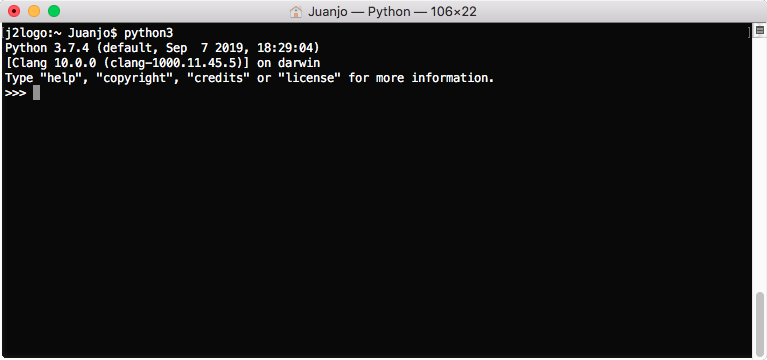 Juanjo — Python — 106×22
[j2logo:~ Juanjo$ python3 ]
Python 3.7.4 (default, Sep  7 2019, 18:29:04)
[Clang 10.0.0 (clang-1000.11.45.5)] on darwin
Type "help", "copyright", "credits" or "license" for more information.
>>>